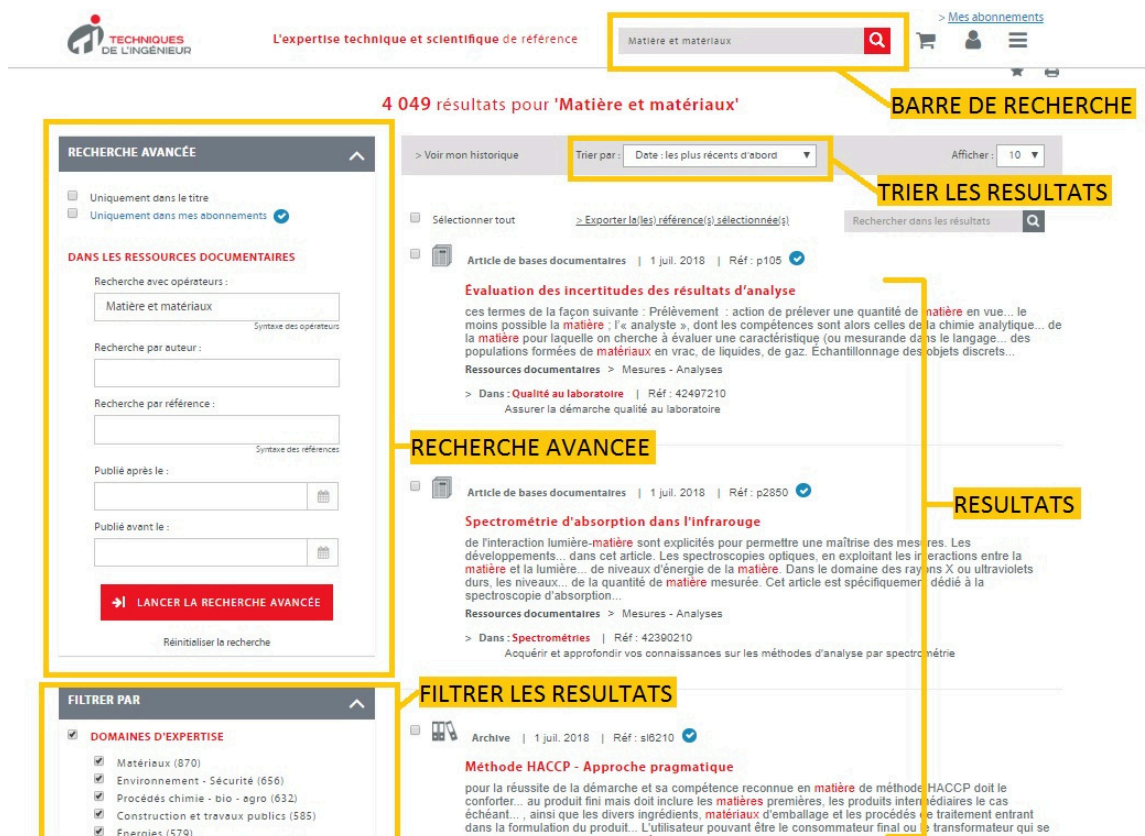 > Mes abonnements
TECHNIQUES
DE L'INGÉNIEUR
L'expertise technique et scientifique de référence
Matière et matériaux
BARRE DE RECHERCHE
4 049 résultats pour 'Matière et matériaux'
RECHERCHE AVANCÉE
Uniquement dans le titre
Uniquement dans mes abonnements
DANS LES RESSOURCES DOCUMENTAIRES
Recherche avec opérateurs :
Matière et matériaux
Syntaxe des opérateurs
Recherche par auteur :
Recherche par référence :
Syntaxe des références
Publié après le :
Publié avant le :
LANCER LA RECHERCHE AVANCÉE
Réinitialiser la recherche
RECHERCHE AVANCEE
FILTRER PAR
FILTRER LES RESULTATS
DOMAINES D'EXPERTISE
Matériaux (870)
Environnement - Sécurité (656)
Procédés chimie - bio - agro (632)
Construction et travaux publics (585)
Énergies (579)
> Voir mon historique
Trier par : Date : les plus récents d'abord
Afficher : 10
TRIER LES RESULTATS
Sélectionner tout
> Exporter la(les) référence(s) sélectionnée(s)
Rechercher dans les résultats
Article de bases documentaires | 1 juil. 2018 | Réf : p105
Évaluation des incertitudes des résultats d'analyse
ces termes de la façon suivante : Prélèvement : action de prélever une quantité de matière en vue... le
moins possible la matière ; l'« analyste », dont les compétences sont alors celles de la chimie analytique... de
la matière pour laquelle on cherche à évaluer une caractéristique (ou mesurande dans le langage... des
populations formées de matériaux en vrac, de liquides, de gaz. Échantillonnage des objets discrets...
Ressources documentaires > Mesures - Analyses
> Dans : Qualité au laboratoire | Réf : 42497210
Assurer la démarche qualité au laboratoire
RESULTATS
Article de bases documentaires | 1 juil. 2018 | Réf : p2850
Spectrométrie d'absorption dans l'infrarouge
de l'interaction lumière-matière sont explicités pour permettre une maîtrise des mesures. Les
développements... dans cet article. Les spectroscopies optiques, en exploitant les interactions entre la
matière et la lumière... de niveaux d'énergie de la matière. Dans le domaine des rayons X ou ultraviolets
durs, les niveaux... de la quantité de matière mesurée. Cet article est spécifiquement dédié à la
spectroscopie d'absorption...
Ressources documentaires > Mesures - Analyses
> Dans : Spectrométries | Réf : 42390210
Acquérir et approfondir vos connaissances sur les méthodes d'analyse par spectrométrie
Archive | 1 juil. 2018 | Réf : sl6210
Méthode HACCP - Approche pragmatique
pour la réussite de la démarche et sa compétence reconnue en matière de méthode HACCP doit le
conforter... au produit fini mais doit inclure les matières premières, les produits intermédiaires le cas
échéant... , ainsi que les divers ingrédients, matériaux d'emballage et les procédés de traitement entrant
dans la formulation du produit... L'utilisateur pouvant être le consommateur final ou le transformateur qui se